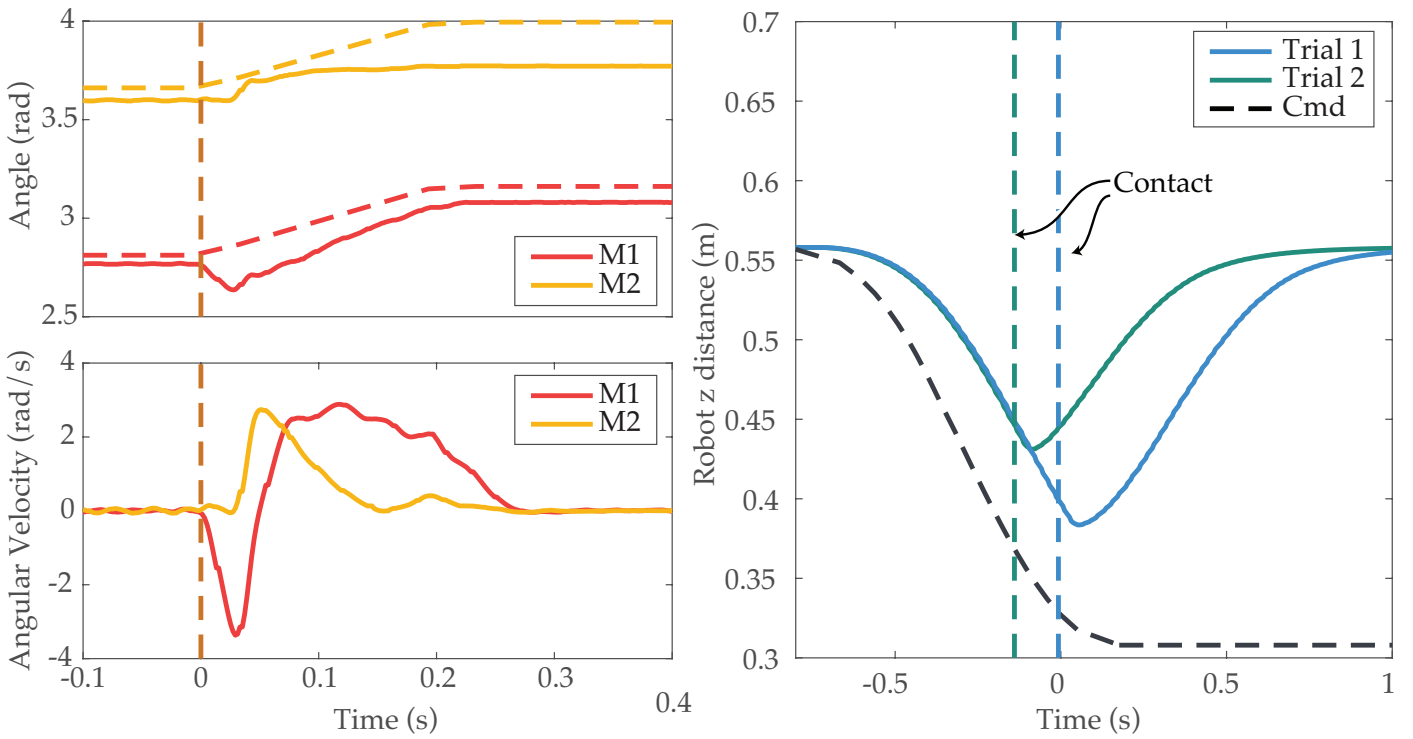 Angle (rad)
4
3.5
3
2.5
M1
M2
Angular Velocity (rad/s)
4
2
0
-2
-4
M1
M2
-0.1
0
0.1
0.2
0.3
0.4
Time (s)
Robot z distance (m)
0.7
0.65
0.6
0.55
0.5
0.45
0.4
0.35
0.3
Trial 1
Trial 2
Cmd
Contact
-0.5
0
0.5
1
Time (s)